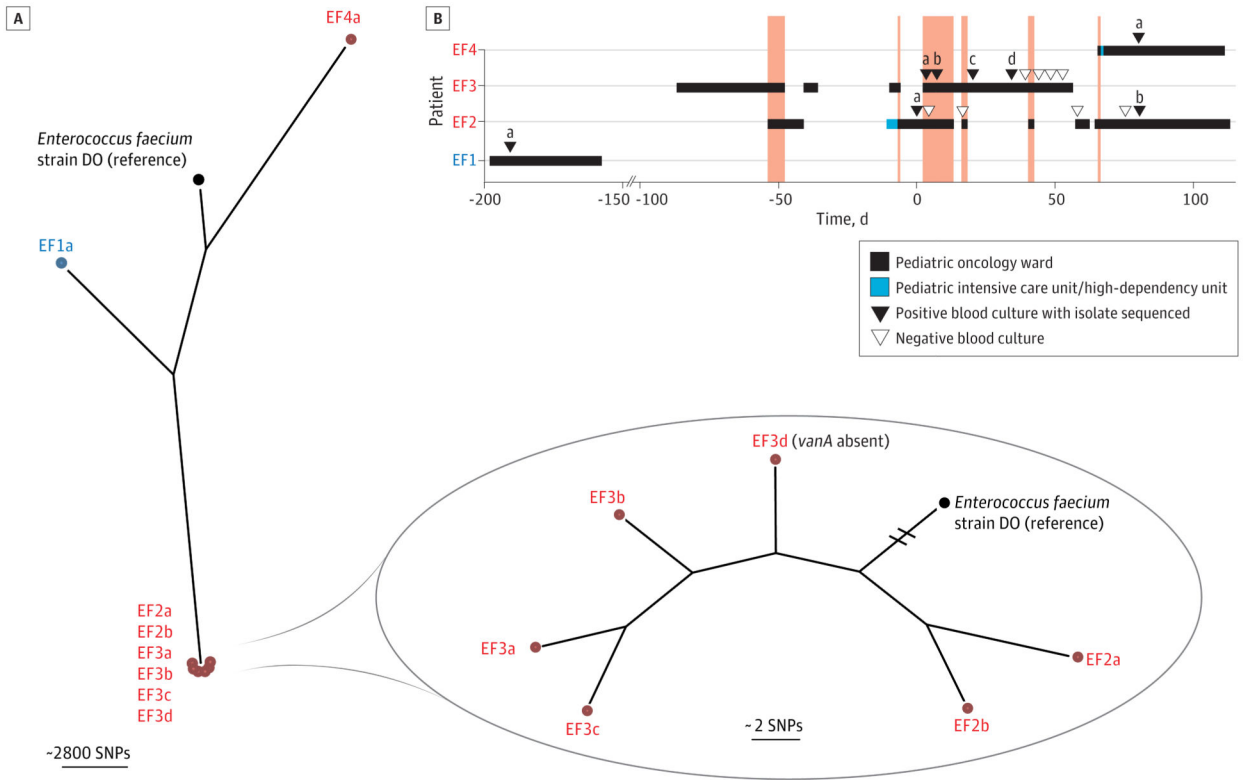 A
EF4a
Enterococcus faecium
strain DO (reference)
EF1a
EF2a
EF2b
EF3a
EF3b
EF3c
EF3d
~2800 SNPs
B
Patient
EF4
EF3
EF2
EF1
a
a b c d
a b
a
-200 -150 -100 -50 0 50 100
Time, d
Pediatric oncology ward
Pediatric intensive care unit/high-dependency unit
Positive blood culture with isolate sequenced
Negative blood culture
EF3d (vanA absent)
EF3b
Enterococcus faecium
strain DO (reference)
EF3a
EF2a
EF3c
EF2b
~2 SNPs